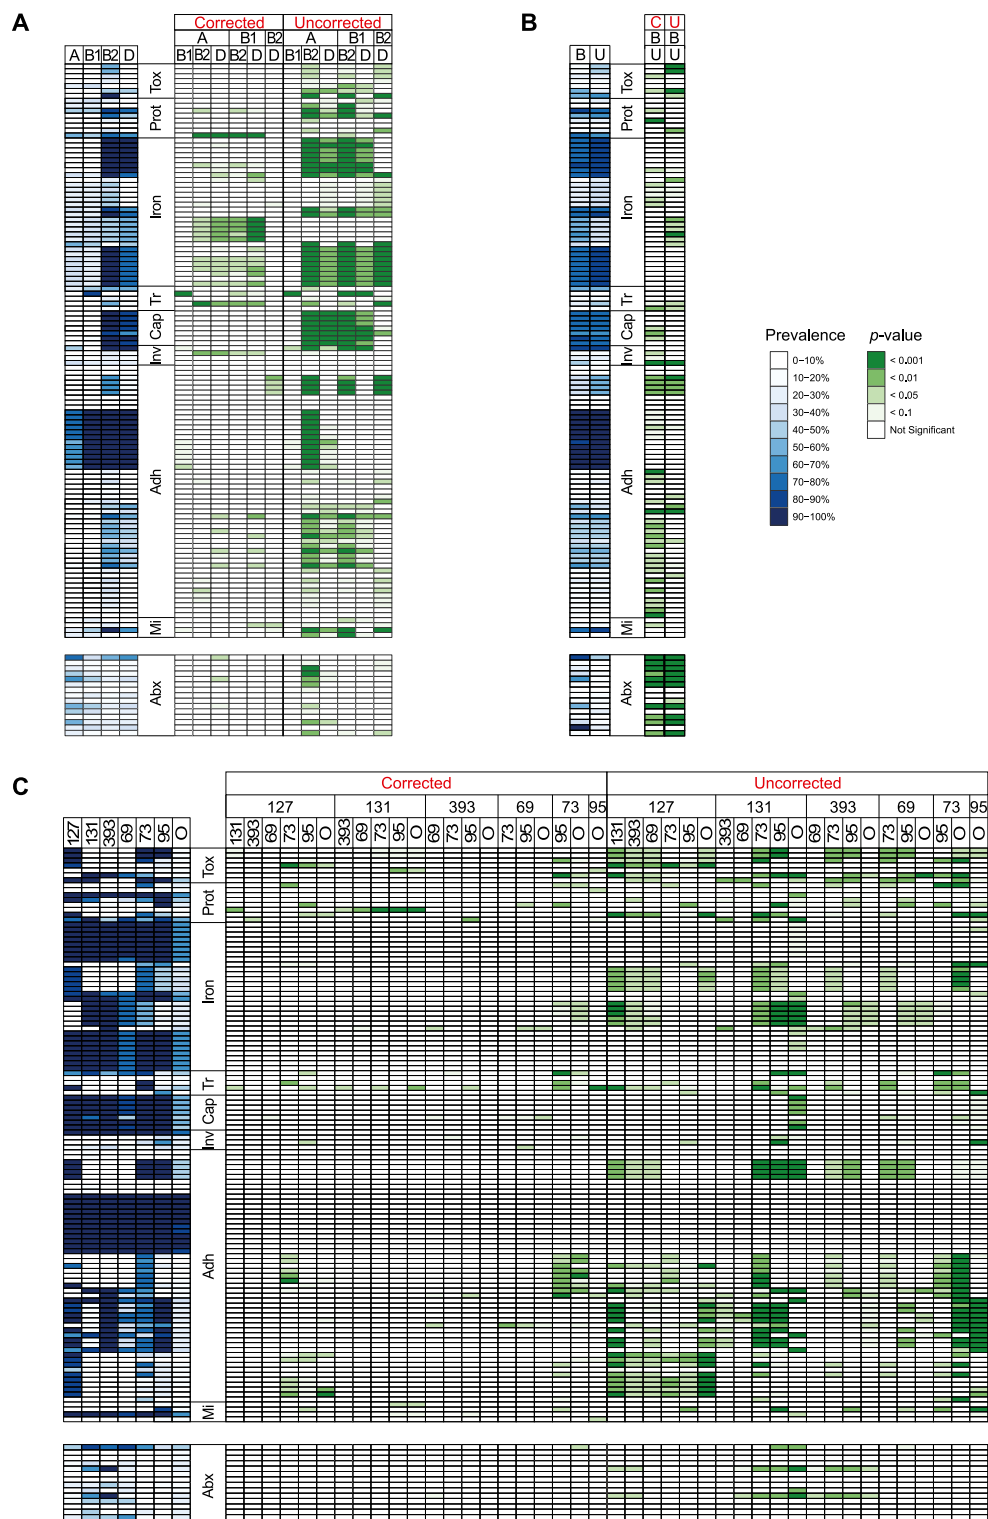 A
Corrected Uncorrected
A B1 B2 A B1 B2
A B1 B2 D B1 B2 D B2 D D B1 B2 D B2 D D
Tox
Prot
Iron
Tr
Cap
Inv
Adh
Mi
Abx
B
C U
B B
B U U U
Tox
Prot
Iron
Tr
Cap
Inv
Adh
Mi
Abx
Prevalence
0−10%
10−20%
20−30%
30−40%
40−50%
50−60%
60−70%
70−80%
80−90%
90−100%
p-value
< 0.001
< 0.01
< 0.05
< 0.1
Not Significant
C
Corrected Uncorrected
127 131 393 69 73 95 127 131 393 69 73 95
127 131 393 69 73 95 O 131 393 69 73 95 O 393 69 73 95 O 69 73 95 O 73 95 O 95 O O 131 393 69 73 95 O 393 69 73 95 O 69 73 95 O 73 95 O 95 O O
Tox
Prot
Iron
Tr
Cap
Inv
Adh
Mi
Abx